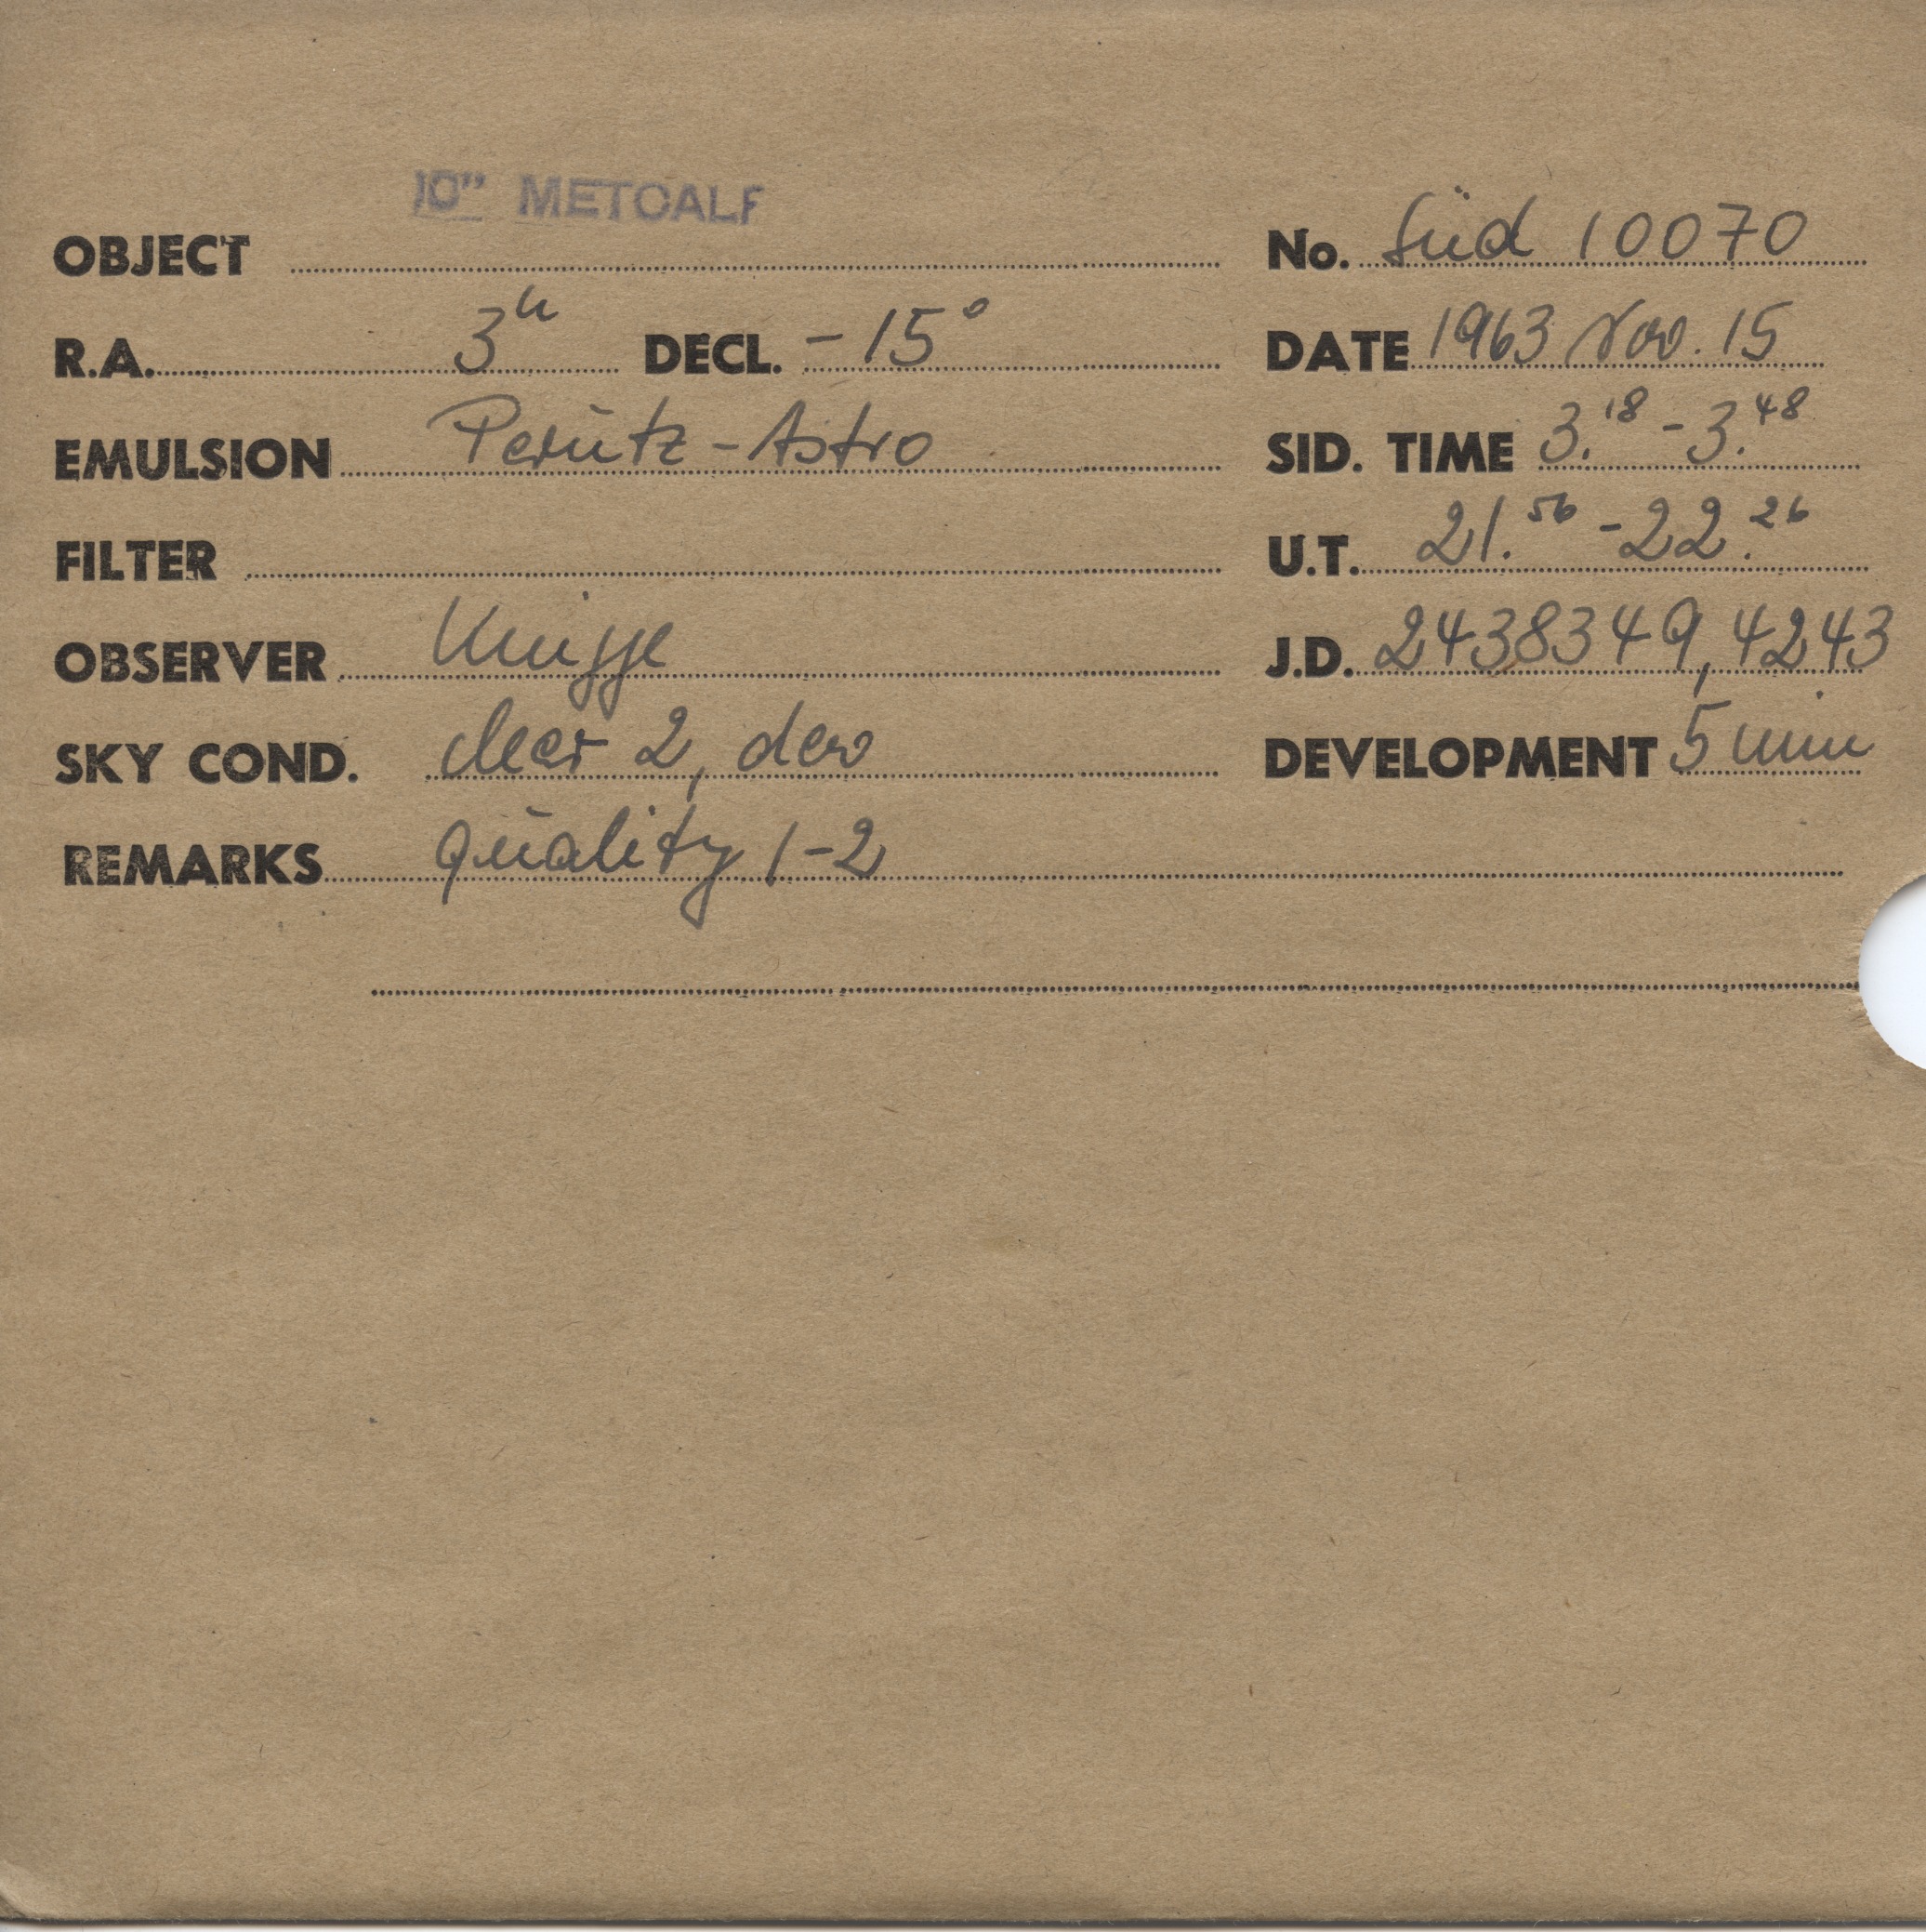 10" METCALF
OBJECT No. Süd 10070
R.A. 3h DECL. -15° DATE 1963 Nov. 15
EMULSION Perutz-Astro SID. TIME 3.18 - 3.48
FILTER U.T. 21.56 - 22.26
OBSERVER Knigge J.D. 2438349,4243
SKY COND. clear 2, dew DEVELOPMENT 5 min
REMARKS quality 1-2